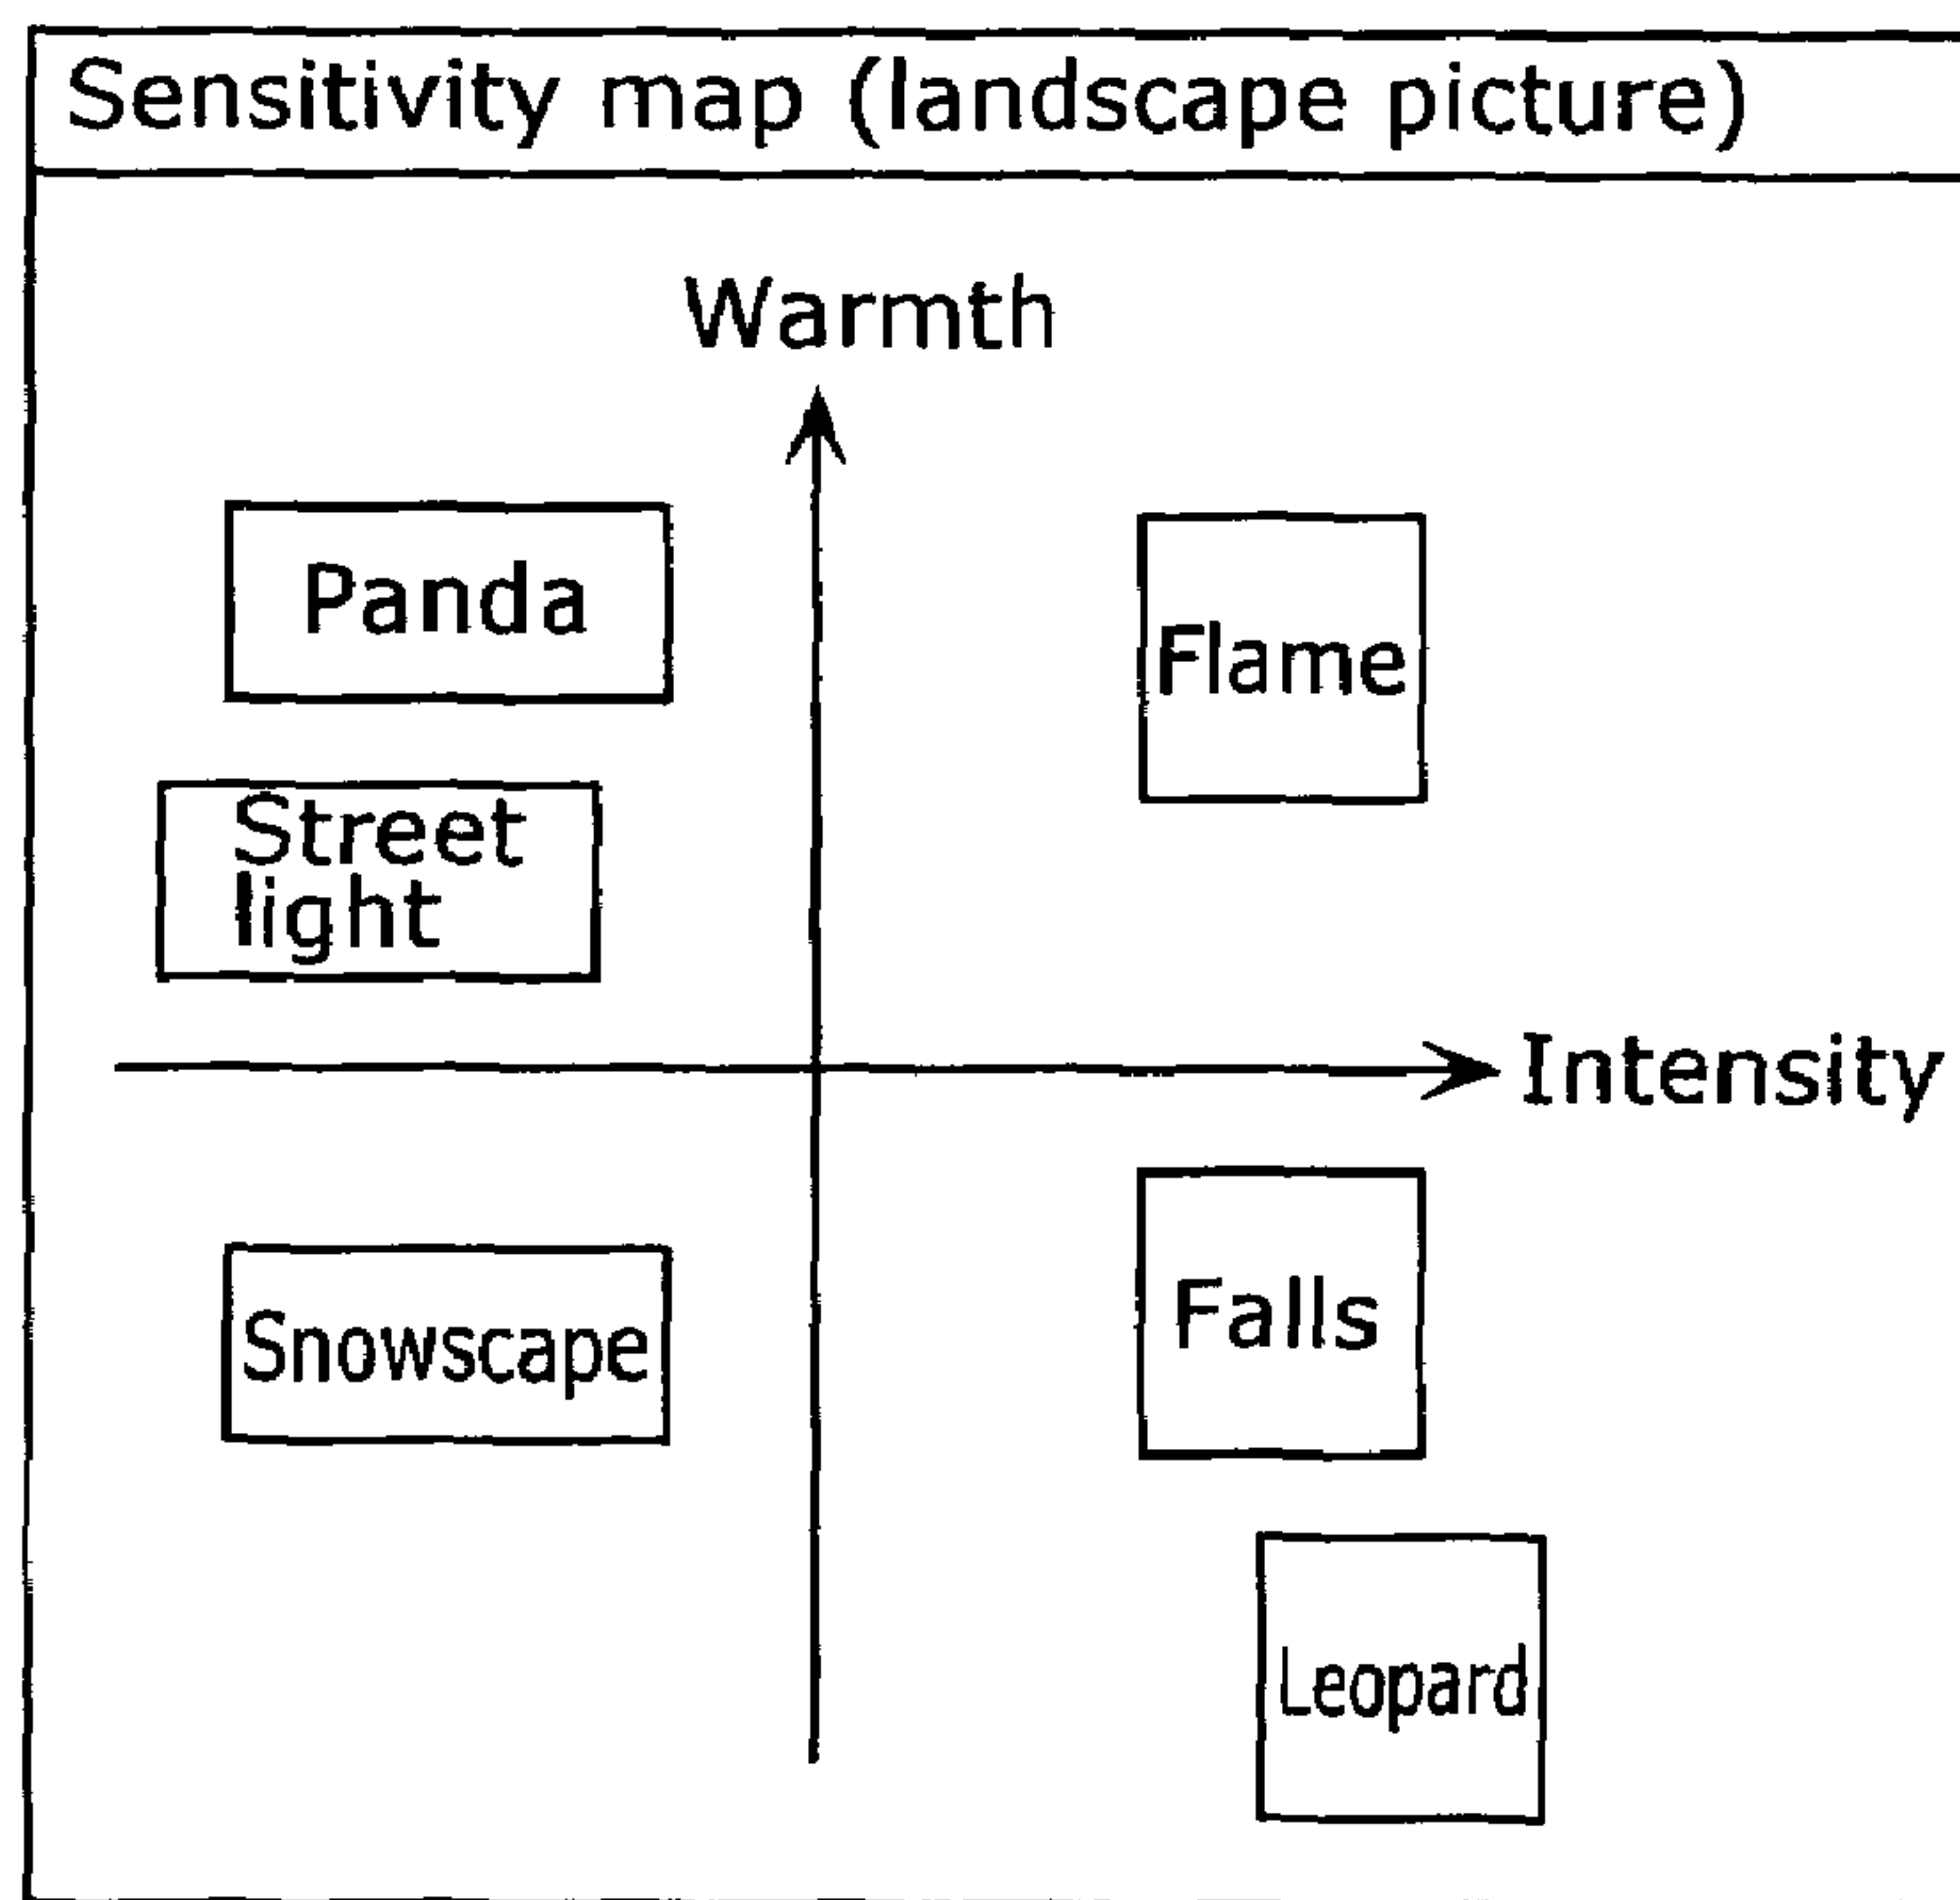 Sensitivity map (landscape picture)
Warmth
Panda
Flame
Street
light
Intensity
Falls
Snowscape
Leopard